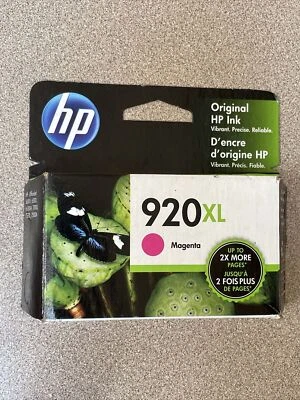 hp
Original
HP Ink
Vibrant. Precise. Reliable.
D'encre
d'origine HP
Vibrant. Précis. Fiable.
920XL
Magenta
UP TO
2X MORE
PAGES*
JUSQU'À
2 FOIS PLUS
DE PAGES*